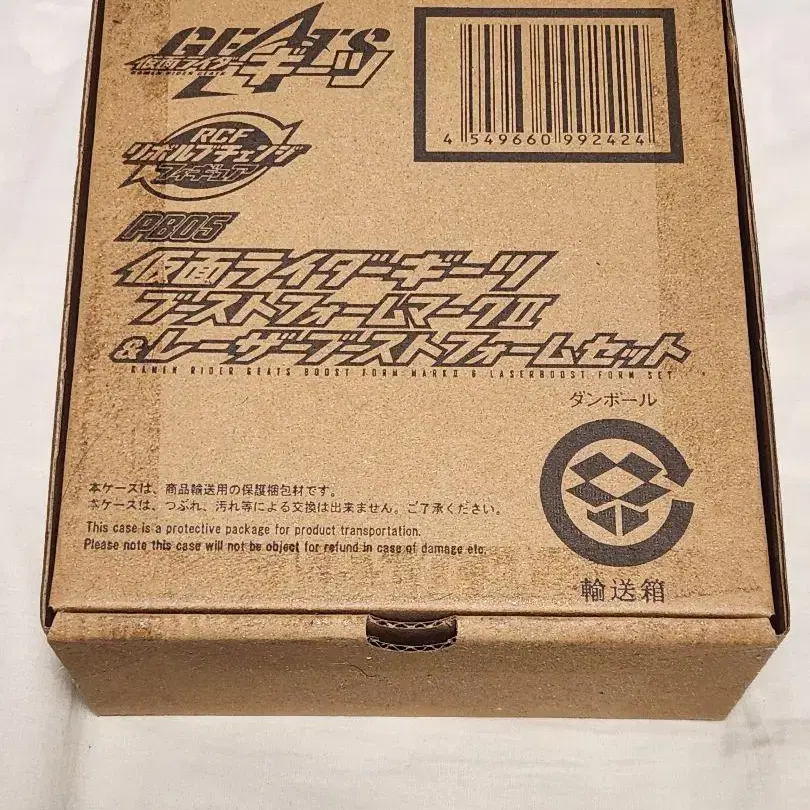 GEATS
仮面ライダーギーツ
KAMEN RIDER GEATS
4 549660 992424
RCF
リボルブチェンジ
フィギュア
PB05
仮面ライダーギーツ
ブーストフォームマークII
&レーザーブーストフォームセット
KAMEN RIDER GEATS BOOST FORM MARKII & LASERBOOST FORM SET
ダンボール
本ケースは、商品輸送用の保護梱包材です。
本ケースは、つぶれ、汚れ等による交換は出来ません。ご了承ください。
This case is a protective package for product transportation.
Please note this case will not be object for refund in case of damage etc.
輸送箱